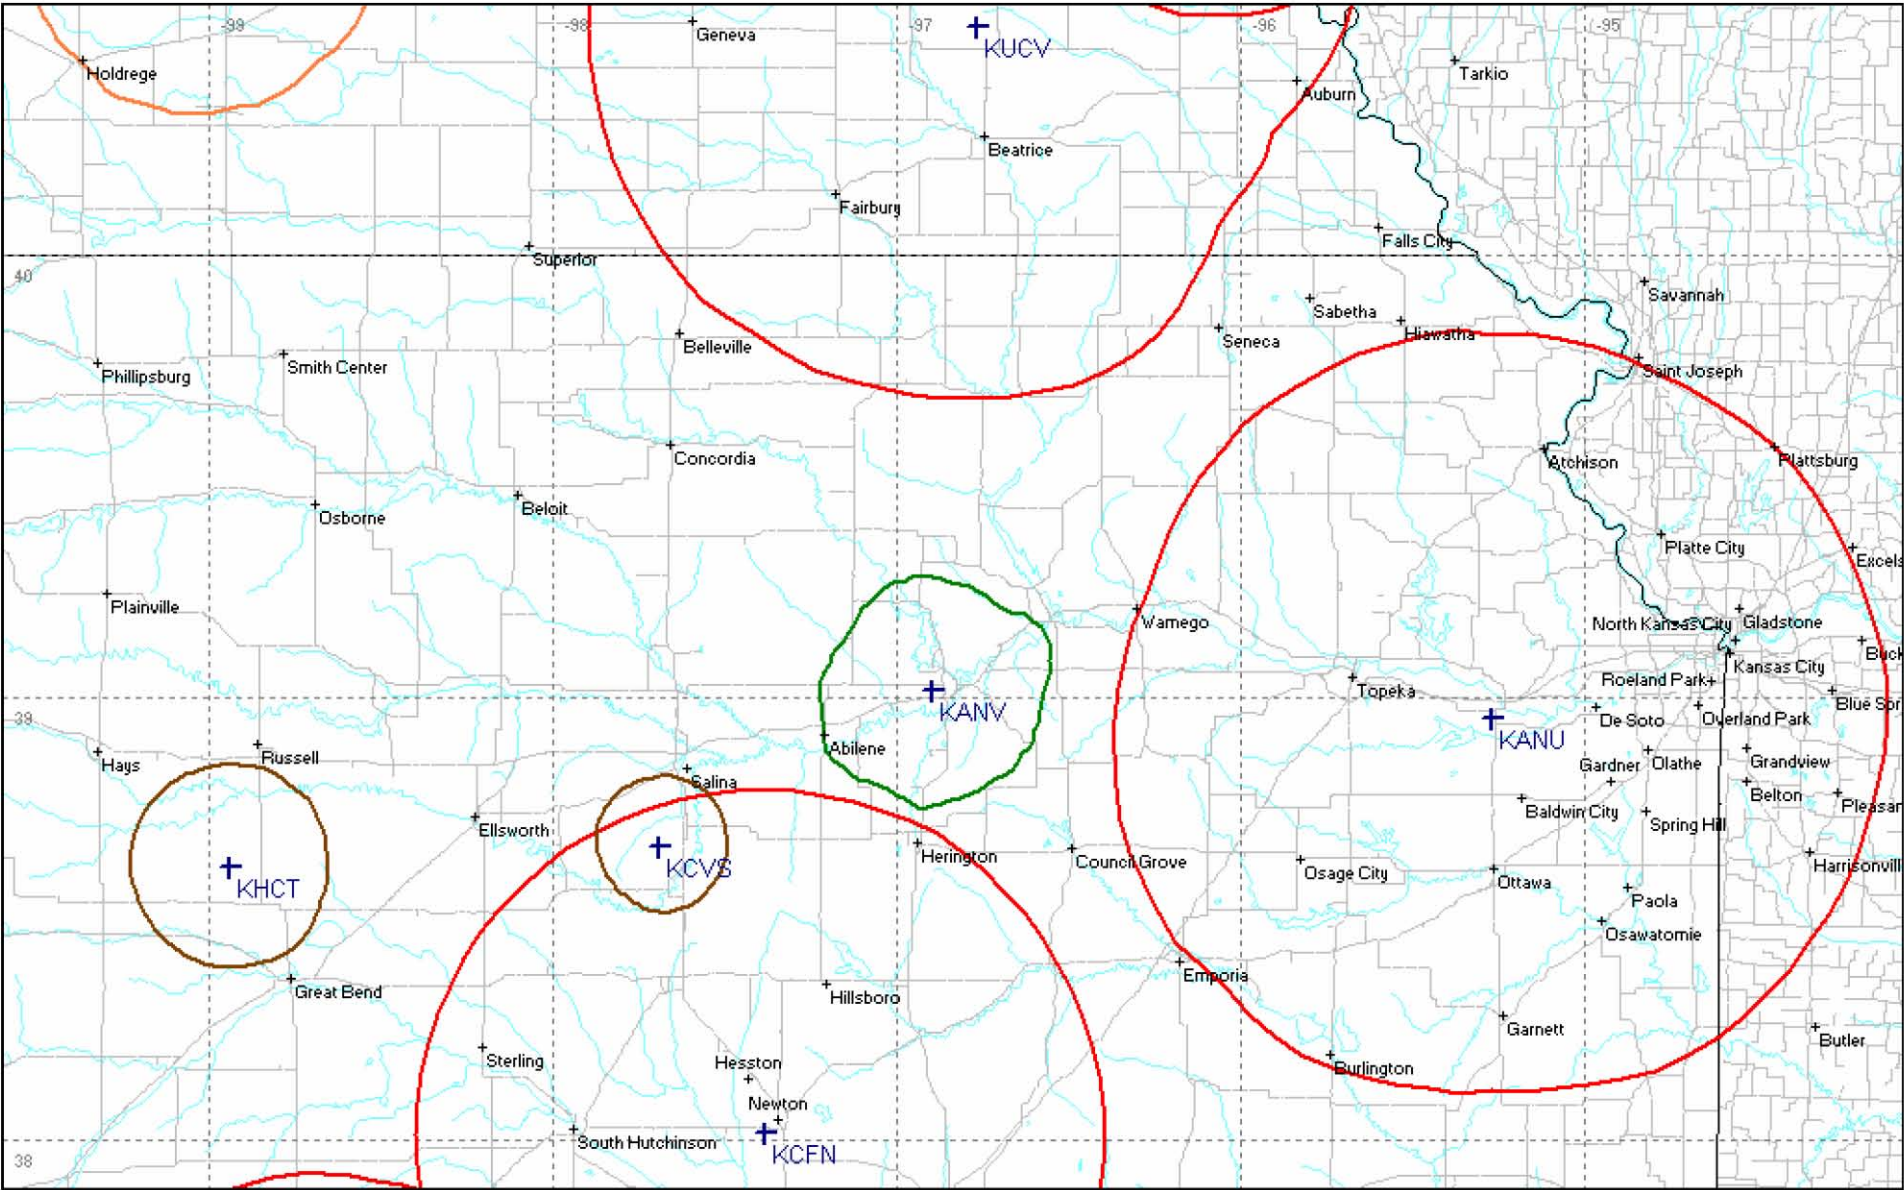 -99
-98
-97
-96
-95
Geneva
KUCV
Holdrege
Tarkio
Auburn
Beatrice
Fairbury
Falls City
Superior
40
Savannah
Sabetha
Hiawatha
Seneca
Belleville
Smith Center
Phillipsburg
Saint Joseph
Concordia
Atchison
Plattsburg
Beloit
Osborne
Platte City
Excels
Plainville
Wamego
North Kansas City
Gladstone
Kansas City
Buck
Roeland Park
Topeka
Blue Spr
KANV
39
De Soto
Overland Park
KANU
Abilene
Russell
Hays
Olathe
Grandview
Gardner
Salina
Belton
Pleasan
Baldwin City
Spring Hill
Ellsworth
Herington
Council Grove
Harrisonvill
KCVS
Osage City
Ottawa
KHCT
Paola
Osawatomie
Emporia
Great Bend
Hillsboro
Garnett
Butler
Sterling
Hesston
Burlington
Newton
South Hutchinson
KCFN
38